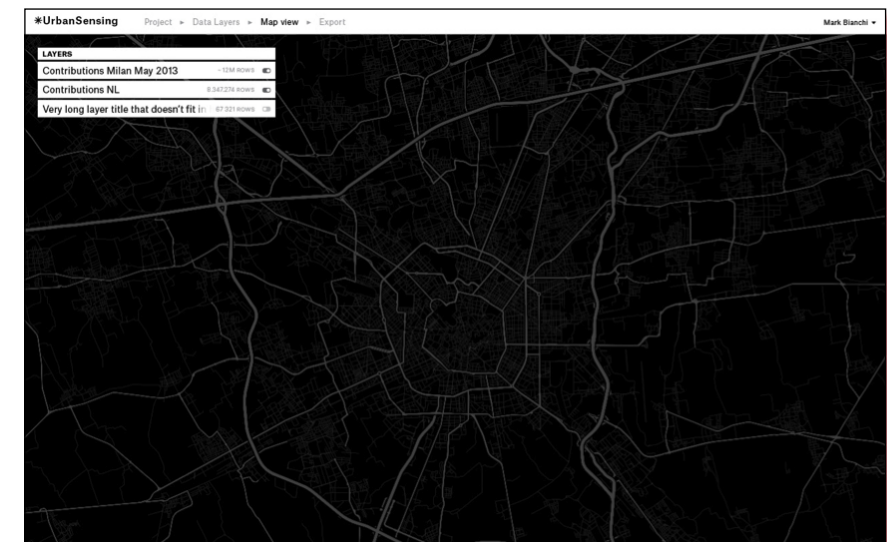 ✳UrbanSensing Project ▸ Data Layers ▸ Map view ▸ Export Mark Bianchi ▾
LAYERS
Contributions Milan May 2013 ~12M ROWS
Contributions NL 8.347.274 ROWS
Very long layer title that doesn't fit in 67 321 ROWS